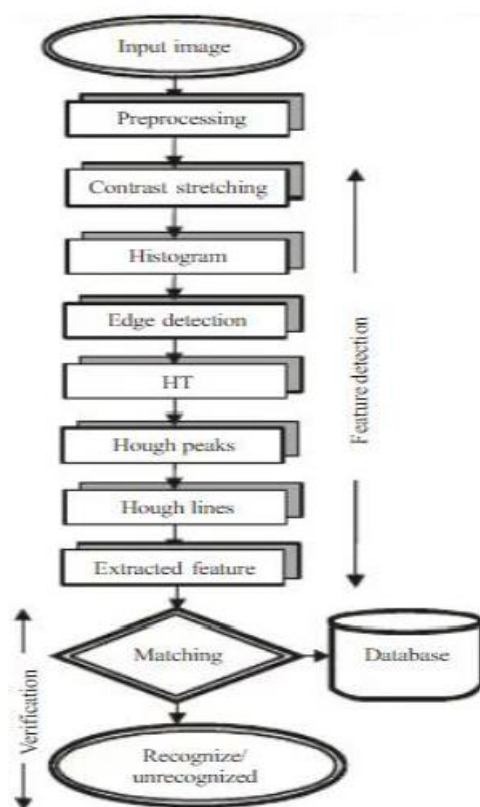 Input image
Preprocessing
Contrast stretching
Histogram
Edge detection
HT
Hough peaks
Hough lines
Extracted feature
Feature detection
Matching
Database
Verification
Recognize/
unrecognized